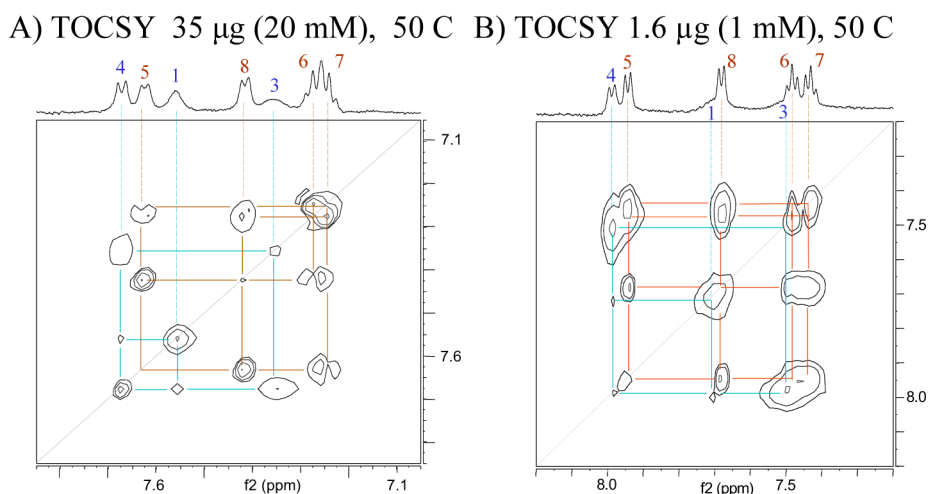 A) TOCSY 35 μg (20 mM), 50 C
B) TOCSY 1.6 μg (1 mM), 50 C
4 5 1 8 3 6 7
4 5 1 8 3 6 7
7.1
7.6
7.6 f2 (ppm) 7.1
7.5
8.0
8.0 f2 (ppm) 7.5